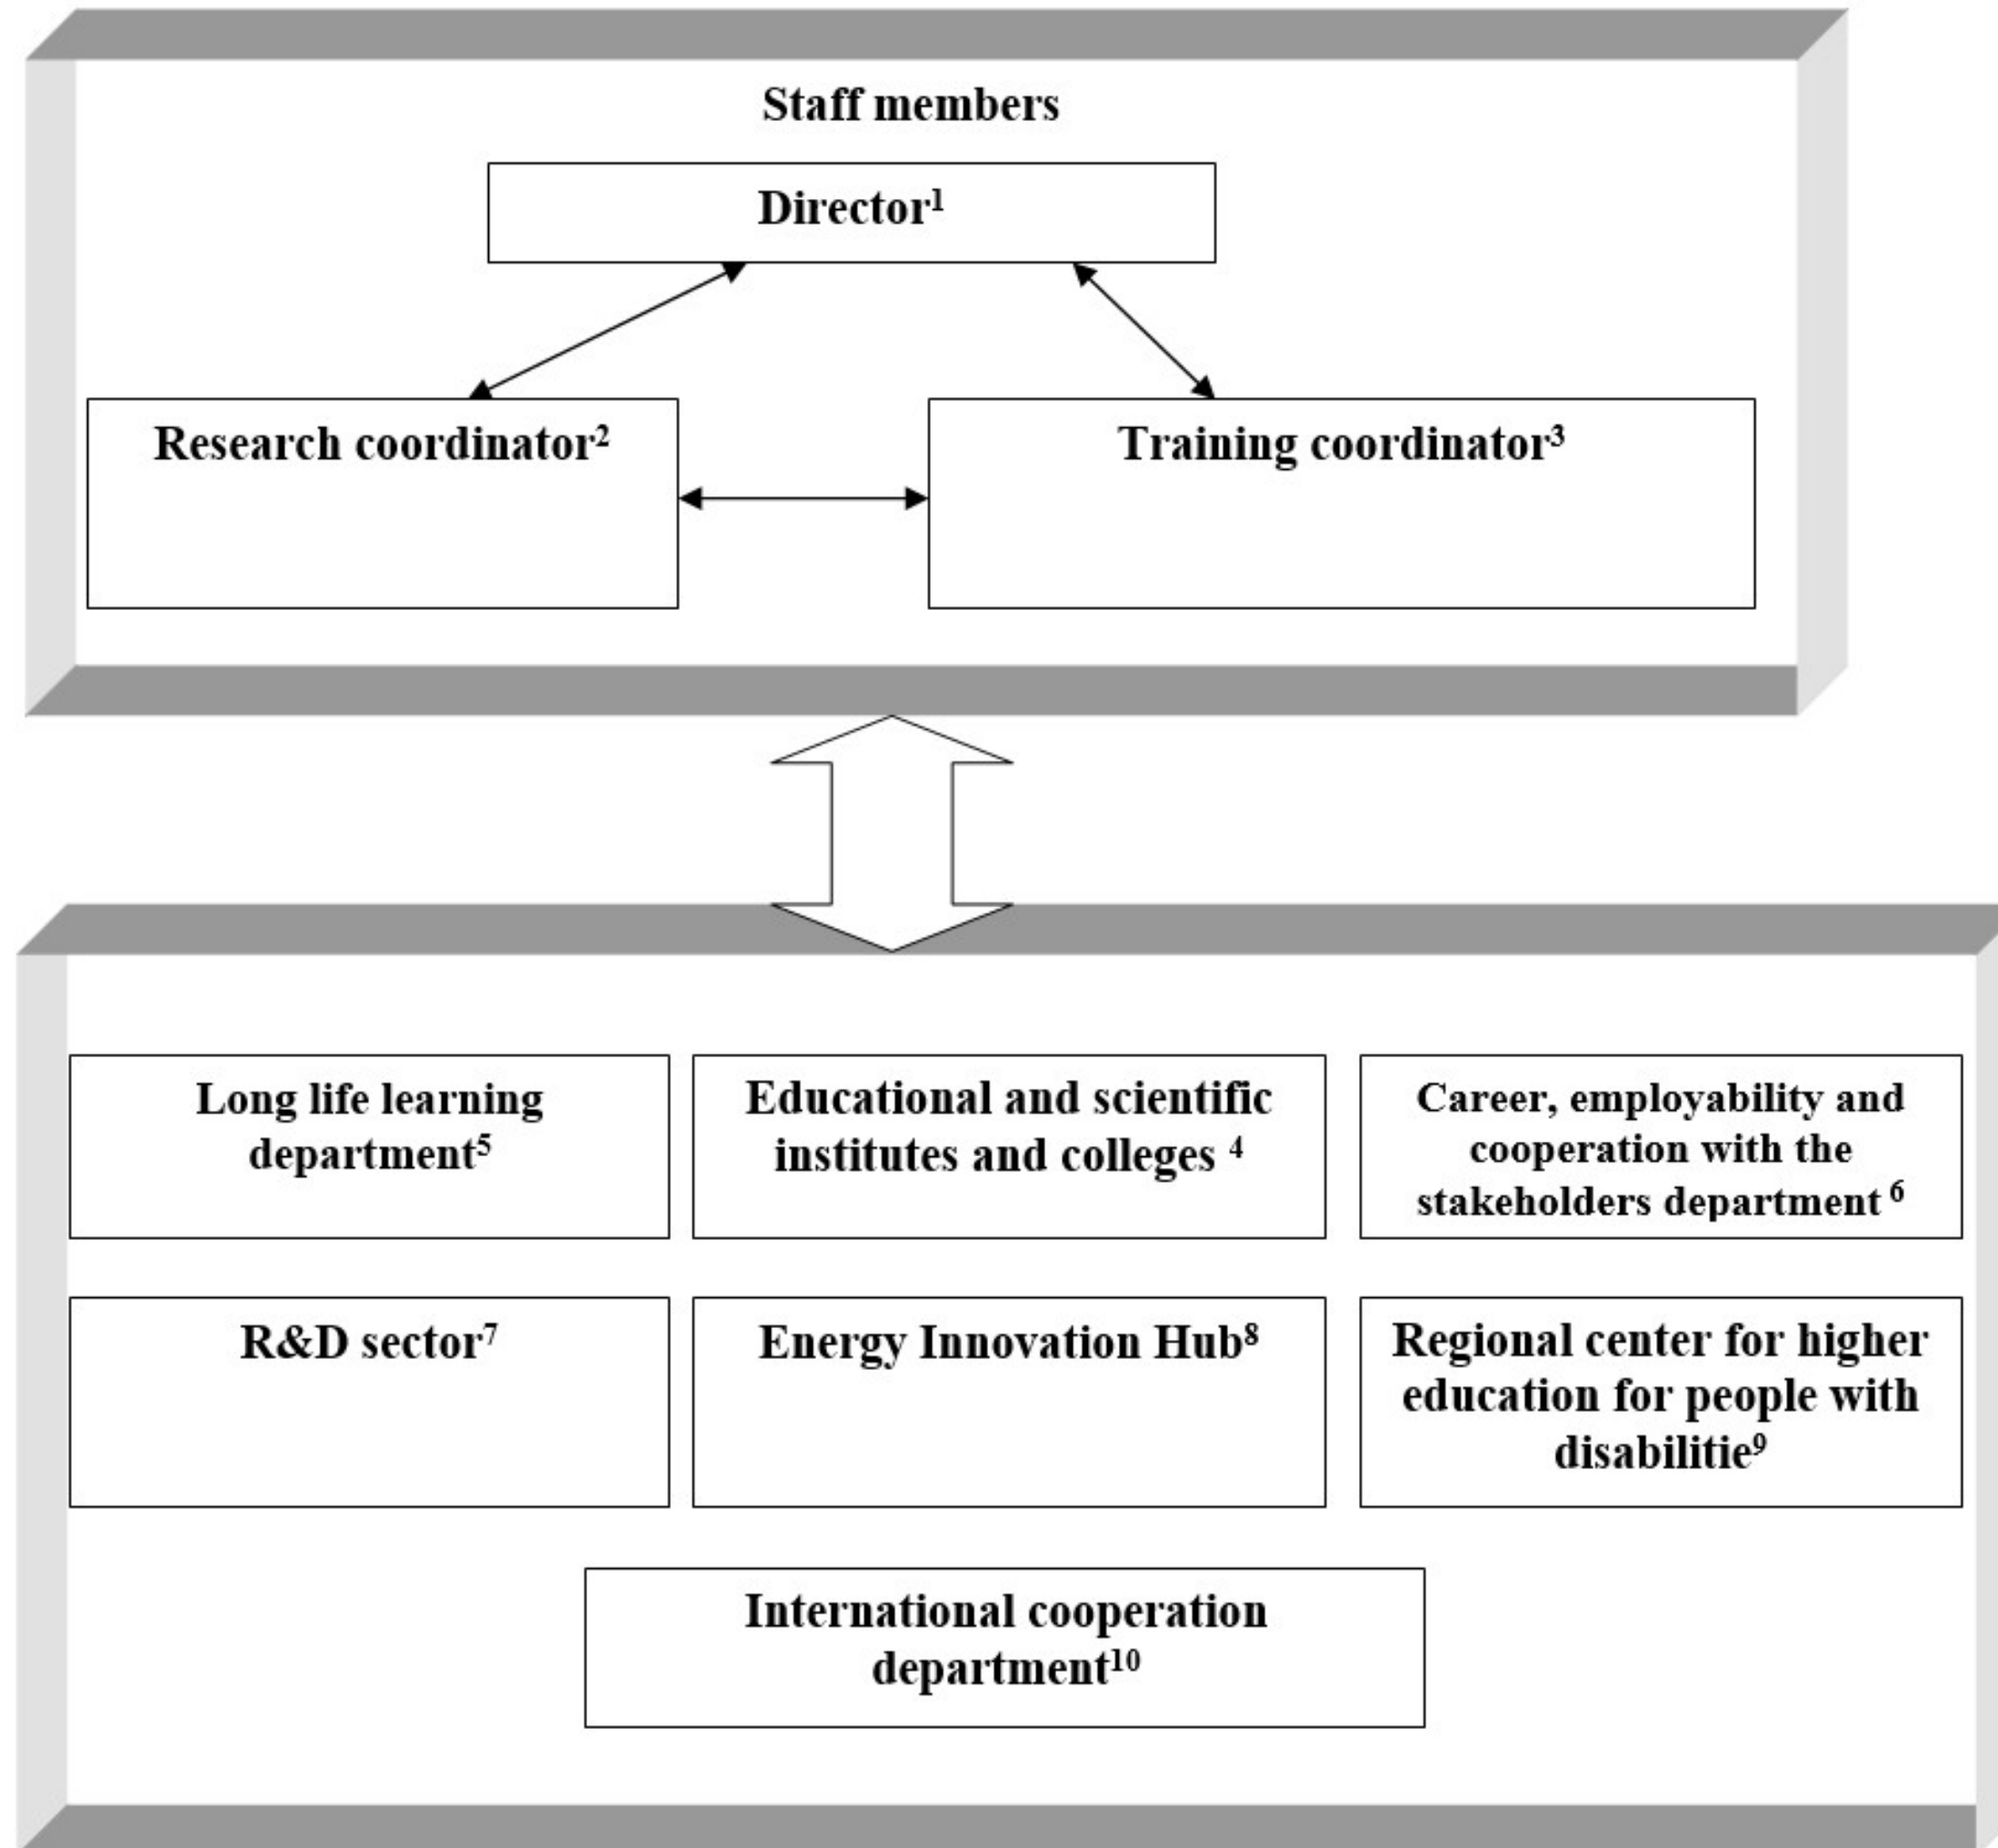 Staff members
Director¹
Research coordinator²
Training coordinator³
Long life learning
department⁵
Educational and scientific
institutes and colleges ⁴
Career, employability and
cooperation with the
stakeholders department ⁶
R&D sector⁷
Energy Innovation Hub⁸
Regional center for higher
education for people with
disabilitie⁹
International cooperation
department¹⁰